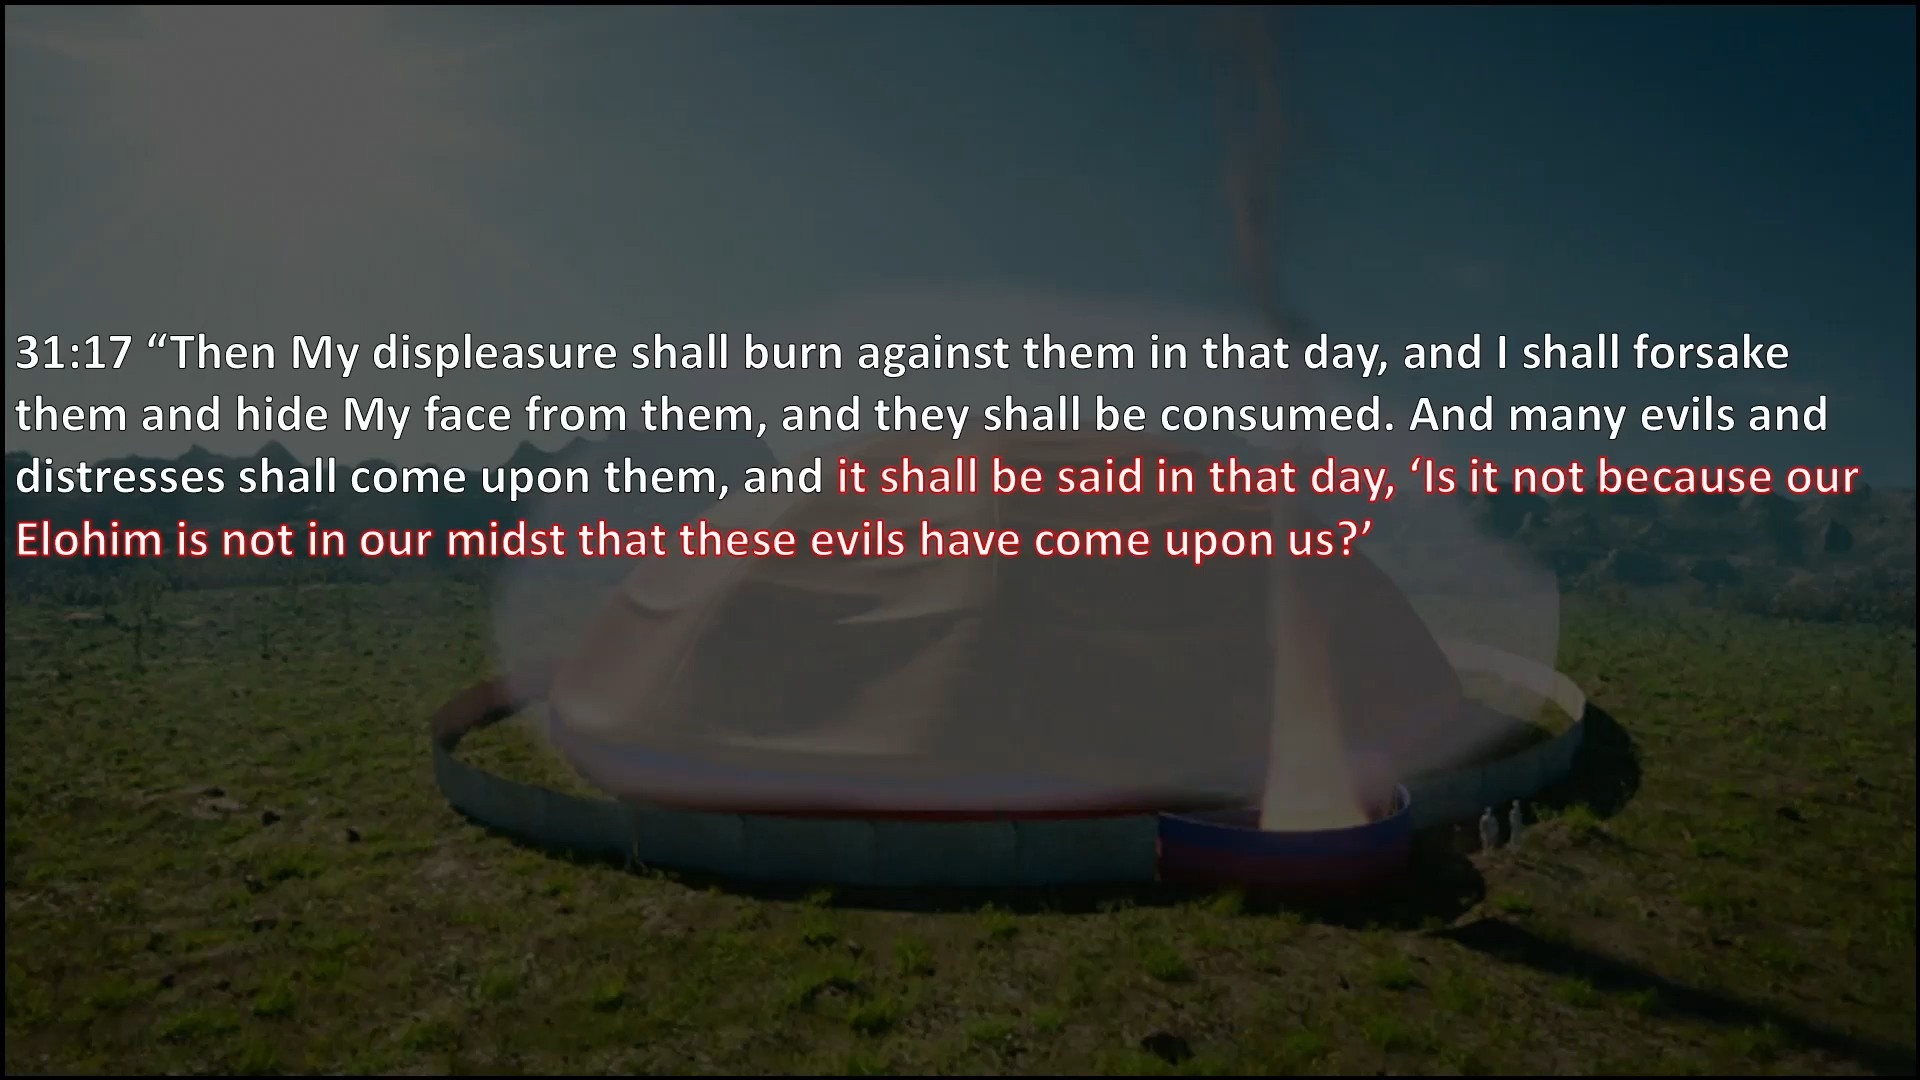 31:17 “Then My displeasure shall burn against them in that day, and I shall forsake
them and hide My face from them, and they shall be consumed. And many evils and
distresses shall come upon them, and it shall be said in that day, ‘Is it not because our
Elohim is not in our midst that these evils have come upon us?’